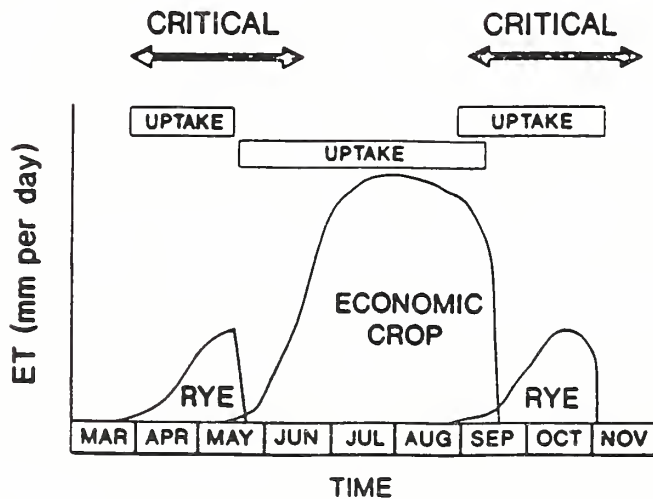 CRITICAL CRITICAL
UPTAKE UPTAKE
UPTAKE
ET (mm per day)
ECONOMIC
CROP
RYE RYE
MAR APR MAY JUN JUL AUG SEP OCT NOV
TIME